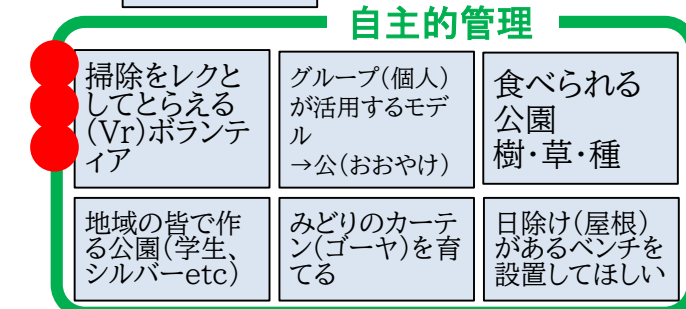 自主的管理
掃除をレクと
してとらえる
(Vr)ボランテ
ィア
グループ(個人)
が活用するモデ
ル
→公(おおやけ)
食べられる
公園
樹・草・種
地域の皆で作
る公園(学生、
シルバーetc)
みどりのカーテ
ン(ゴーヤ)を育
てる
日除け(屋根)
があるベンチを
設置してほしい